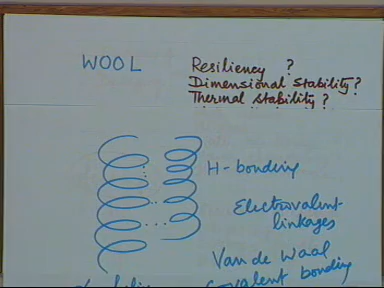 WOOL
Resiliency ?
Dimensional stability?
Thermal stability?
H-bonding
Electrovalent
linkages
Van de Waal
Covalent bonding